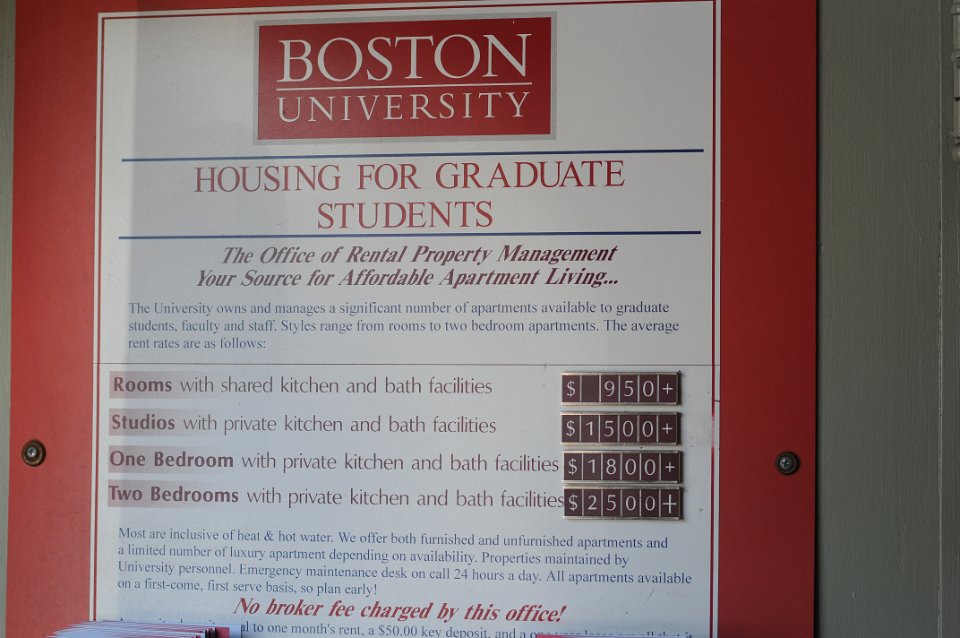 BOSTON
UNIVERSITY
HOUSING FOR GRADUATE
STUDENTS
The Office of Rental Property Management
Your Source for Affordable Apartment Living...
The University owns and manages a significant number of apartments available to graduate
students, faculty and staff. Styles range from rooms to two bedroom apartments. The average
rent rates are as follows:
Rooms with shared kitchen and bath facilities $ 950+
Studios with private kitchen and bath facilities $1500+
One Bedroom with private kitchen and bath facilities $1800+
Two Bedrooms with private kitchen and bath facilities $2500+
Most are inclusive of heat & hot water. We offer both furnished and unfurnished apartments and
a limited number of luxury apartment depending on availability. Properties maintained by
University personnel. Emergency maintenance desk on call 24 hours a day. All apartments available
on a first-come, first serve basis, so plan early!
No broker fee charged by this office!
to one month's rent, a $50.00 key deposit, and a